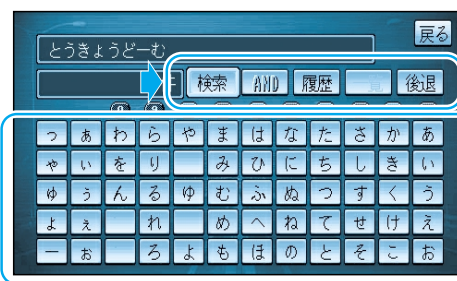 戻る
とうきょうどーむ
件 検索 AND 履歴 後退
っ ぁ わ ら や ま は な た さ か あ
ゃ ぃ を り み ひ に ち し き い
ゅ ぅ ん る ゆ む ふ ぬ つ す く う
ょ ぇ れ め へ ね て せ け え
ー ぉ ろ よ も ほ の と そ こ お